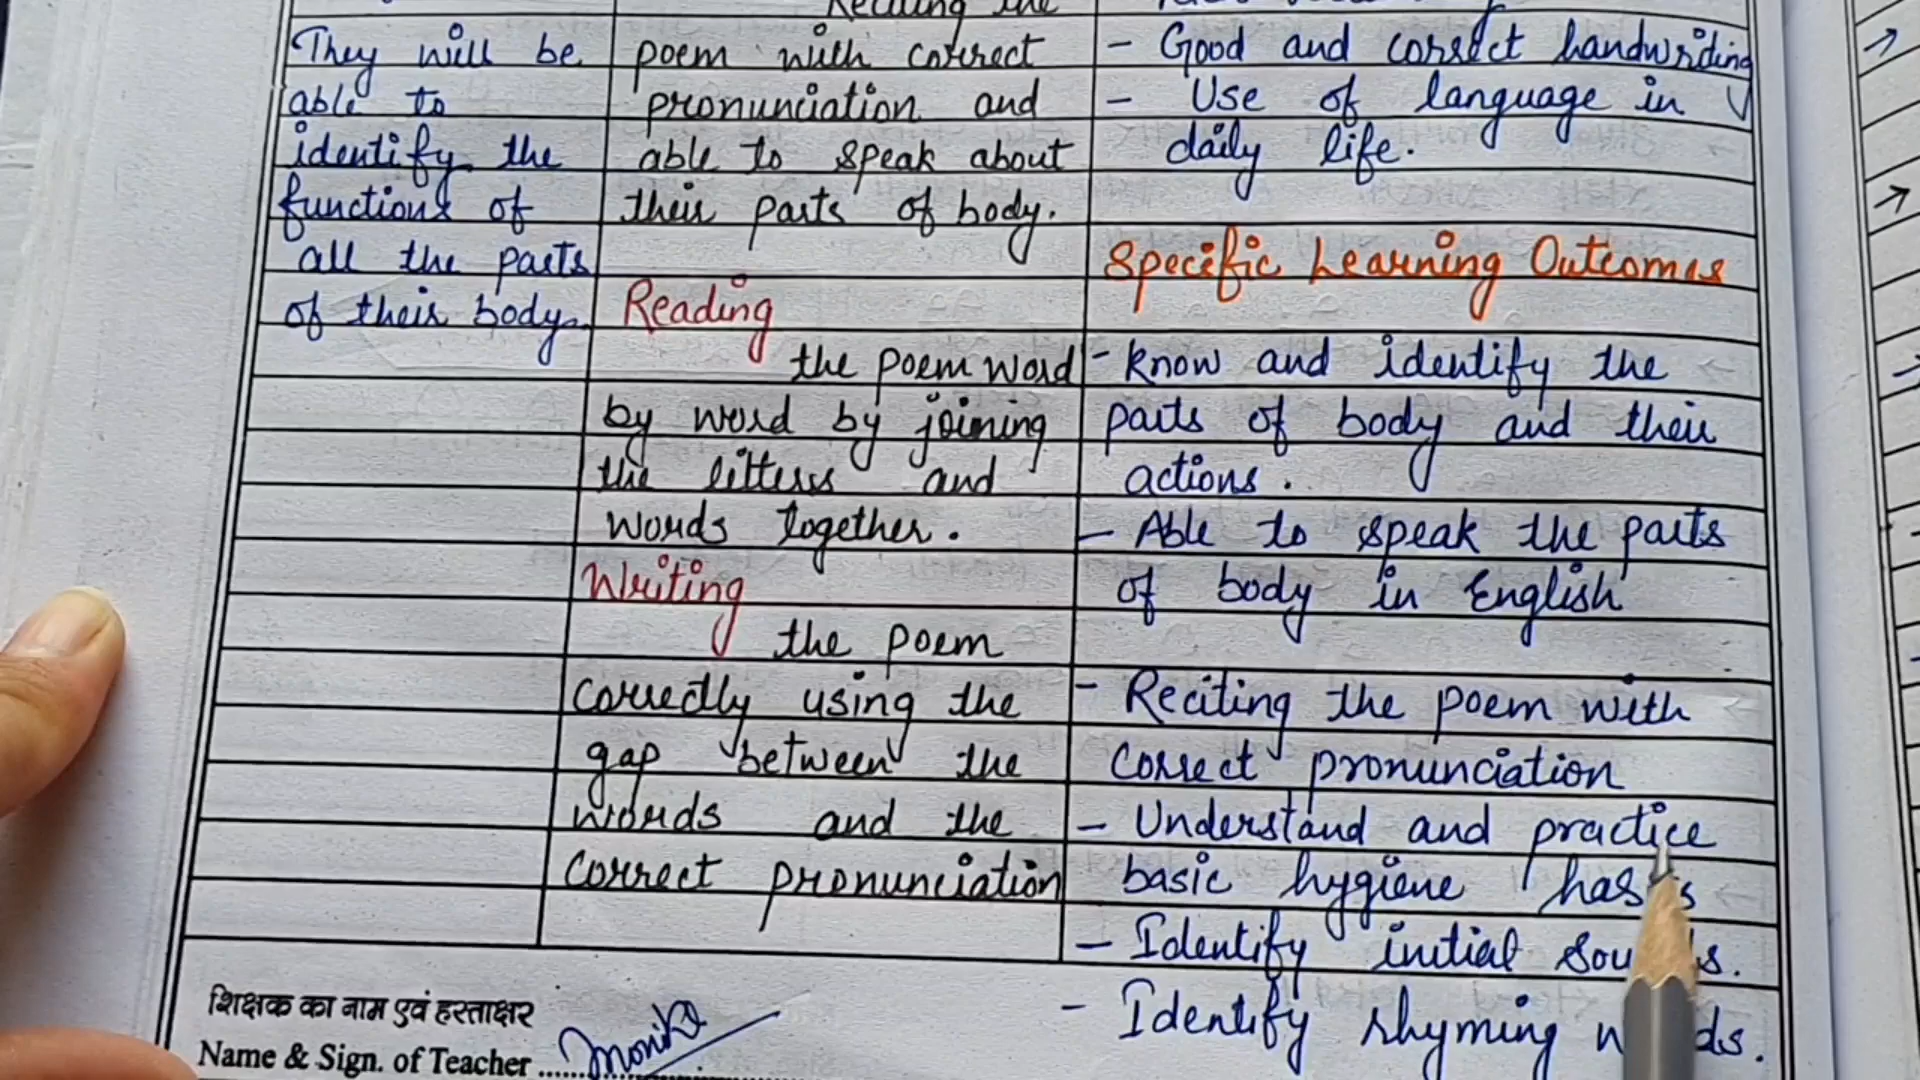 They will be
able to
identify the
functions of
all the parts
of their body.
Reciting the
poem with correct
pronunciation and
able to speak about
their parts of body.
Reading
the poem word
by word by joining
the letters and
words together.
Writing
the poem
correctly using the
gap between the
words and the
correct pronunciation
- Good and correct handwriting
- Use of language in
daily life.
Specific Learning Outcomes
- know and identify the
parts of body and their
actions.
- Able to speak the parts
of body in English
- Reciting the poem with
correct pronunciation
- Understand and practice
basic hygiene
- Identify initial
- Identify rhyming
शिक्षक का नाम एवं हस्ताक्षर
Name & Sign. of Teacher
Monika